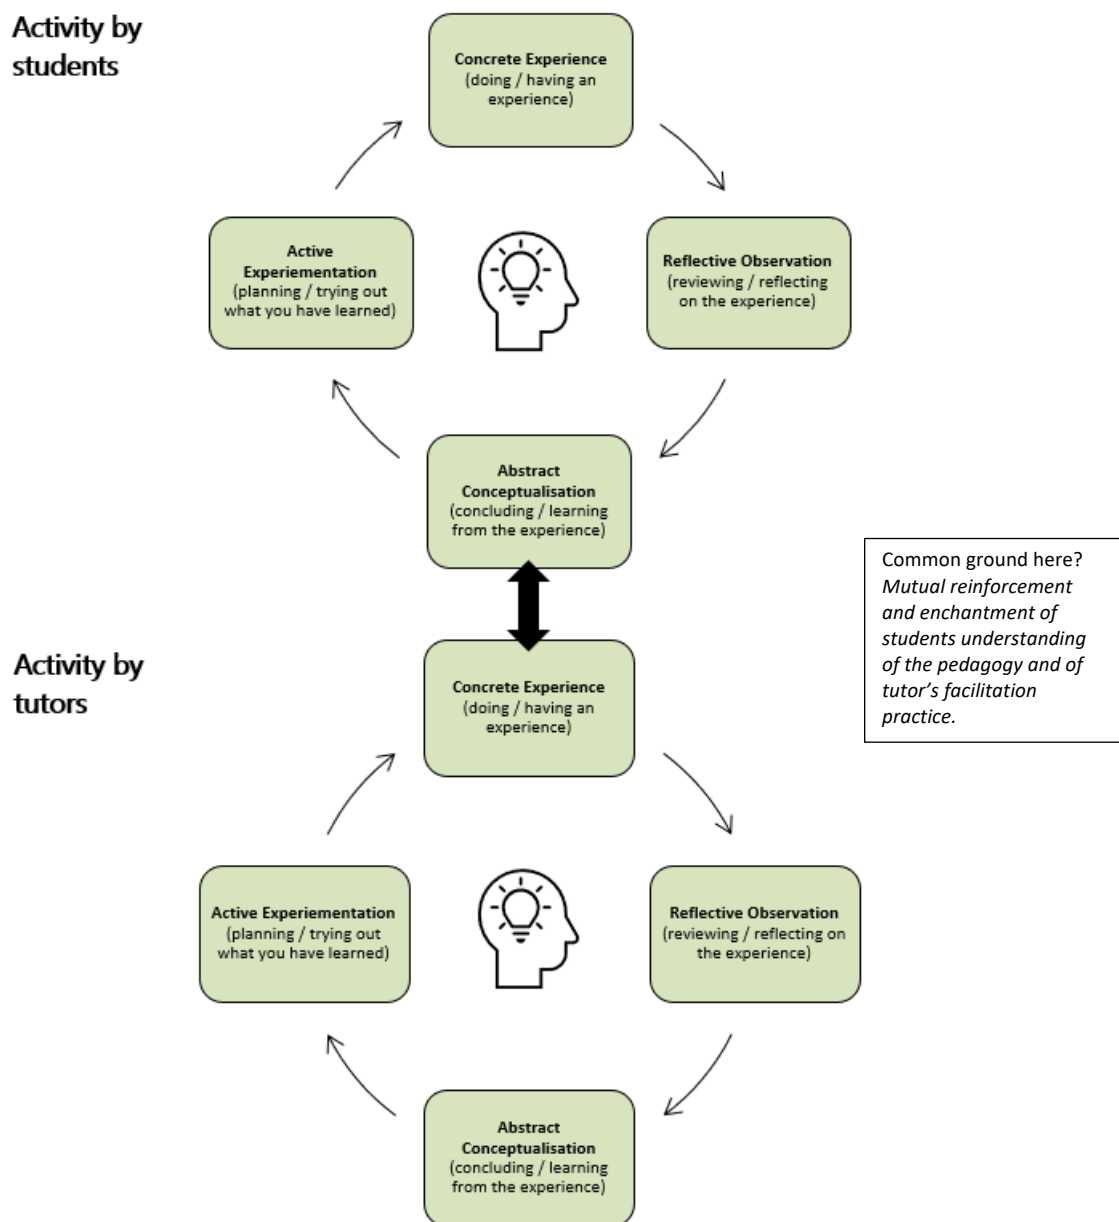 Activity by
students
Concrete Experience
(doing / having an
experience)
Active
Experiementation
(planning / trying out
what you have learned)
Reflective Observation
(reviewing / reflecting
on the experience)
Abstract
Conceptualisation
(concluding / learning
from the experience)
Common ground here?
Mutual reinforcement
and enchantment of
students understanding
of the pedagogy and of
tutor’s facilitation
practice.
Activity by
tutors
Concrete Experience
(doing / having an
experience)
Active Experiementation
(planning / trying out
what you have learned)
Reflective Observation
(reviewing / reflecting on
the experience)
Abstract
Conceptualisation
(concluding / learning
from the experience)